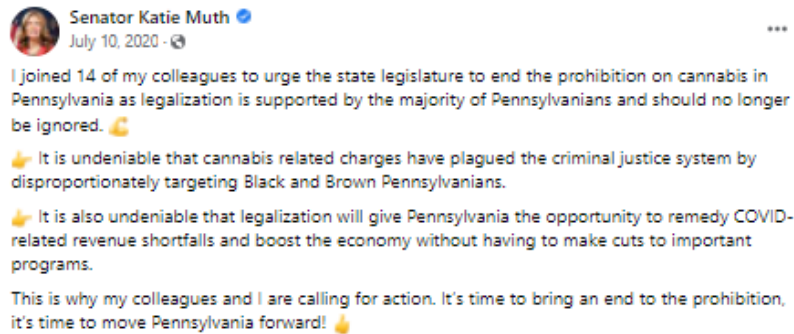 Senator Katie Muth
July 10, 2020 ·
I joined 14 of my colleagues to urge the state legislature to end the prohibition on cannabis in
Pennsylvania as legalization is supported by the majority of Pennsylvanians and should no longer
be ignored. 💪
👉 It is undeniable that cannabis related charges have plagued the criminal justice system by
disproportionately targeting Black and Brown Pennsylvanians.
👉 It is also undeniable that legalization will give Pennsylvania the opportunity to remedy COVID-
related revenue shortfalls and boost the economy without having to make cuts to important
programs.
This is why my colleagues and I are calling for action. It's time to bring an end to the prohibition,
it's time to move Pennsylvania forward! 👍